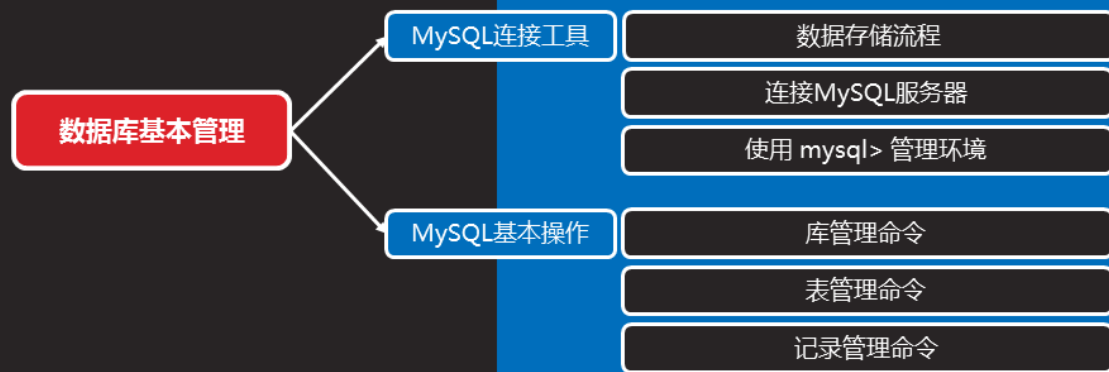 数据库基本管理
MySQL连接工具
数据存储流程
连接MySQL服务器
使用 mysql> 管理环境
MySQL基本操作
库管理命令
表管理命令
记录管理命令